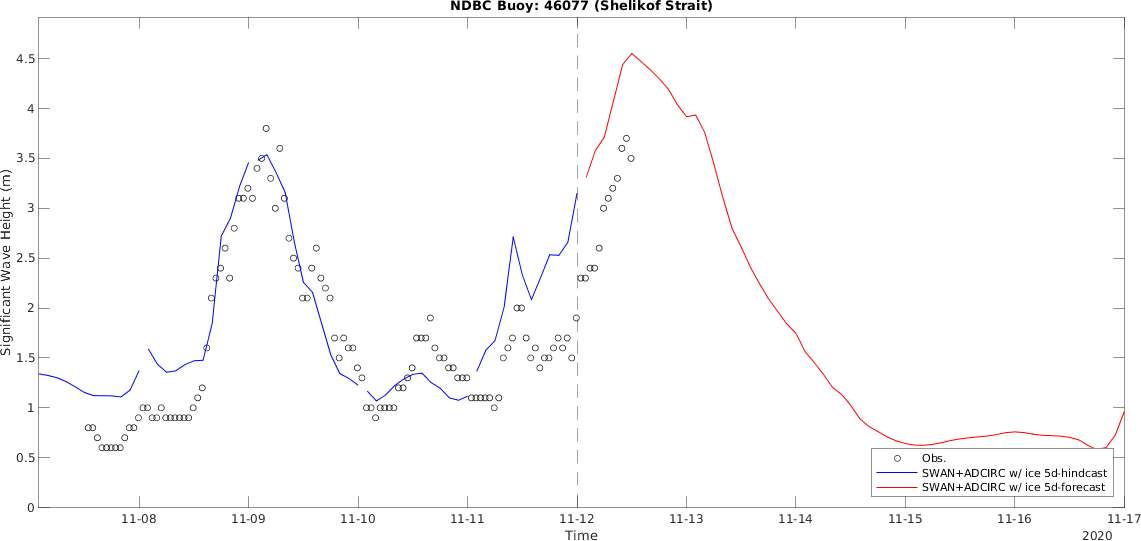 NDBC Buoy: 46077 (Shelikof Strait)
Significant Wave Height (m)
4.5
4
3.5
3
2.5
2
1.5
1
0.5
0
Obs.
SWAN+ADCIRC w/ ice 5d-hindcast
SWAN+ADCIRC w/ ice 5d-forecast
11-08 11-09 11-10 11-11 11-12 11-13 11-14 11-15 11-16 11-17
Time
2020